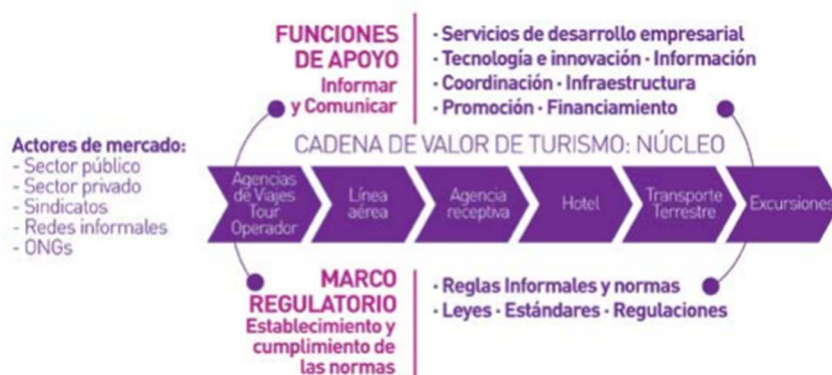 FUNCIONES
DE APOYO
Informar
y Comunicar
· Servicios de desarrollo empresarial
· Tecnología e innovación · Información
· Coordinación · Infraestructura
· Promoción · Financiamiento
Actores de mercado:
- Sector público
- Sector privado
- Sindicatos
- Redes informales
- ONGs
CADENA DE VALOR DE TURISMO: NÚCLEO
Agencias
de Viajes
Tour
Operador
Línea
aérea
Agencia
receptiva
Hotel
Transporte
Terrestre
Excursiones
MARCO
REGULATORIO
Establecimiento y
cumplimiento de
las normas
· Reglas Informales y normas
· Leyes · Estándares · Regulaciones